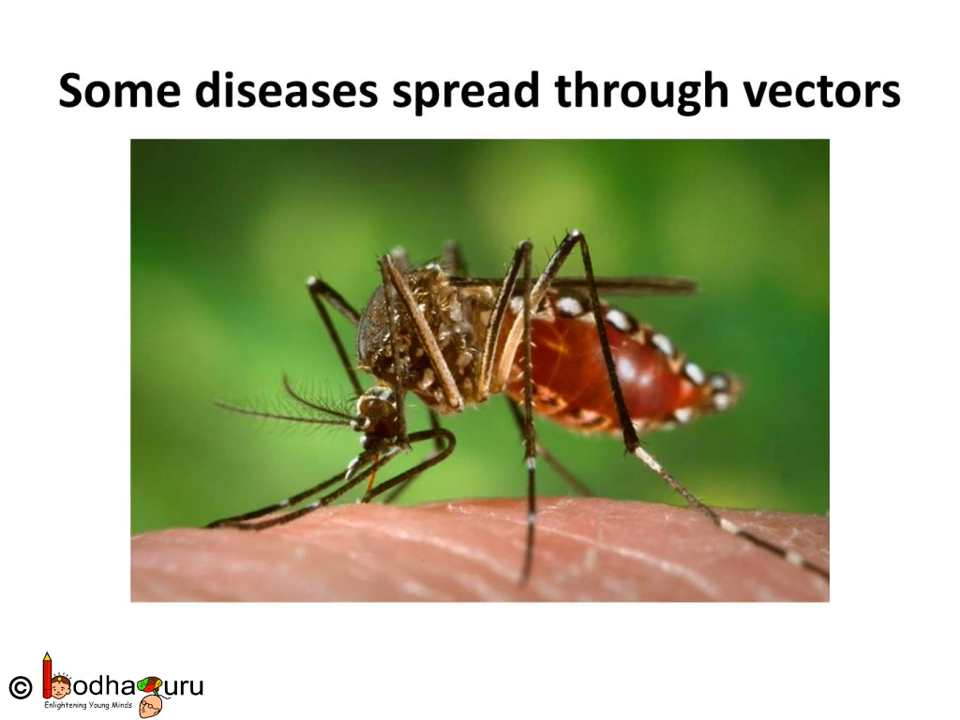 Some diseases spread through vectors
© bodhaguru
Enlightening Young Minds